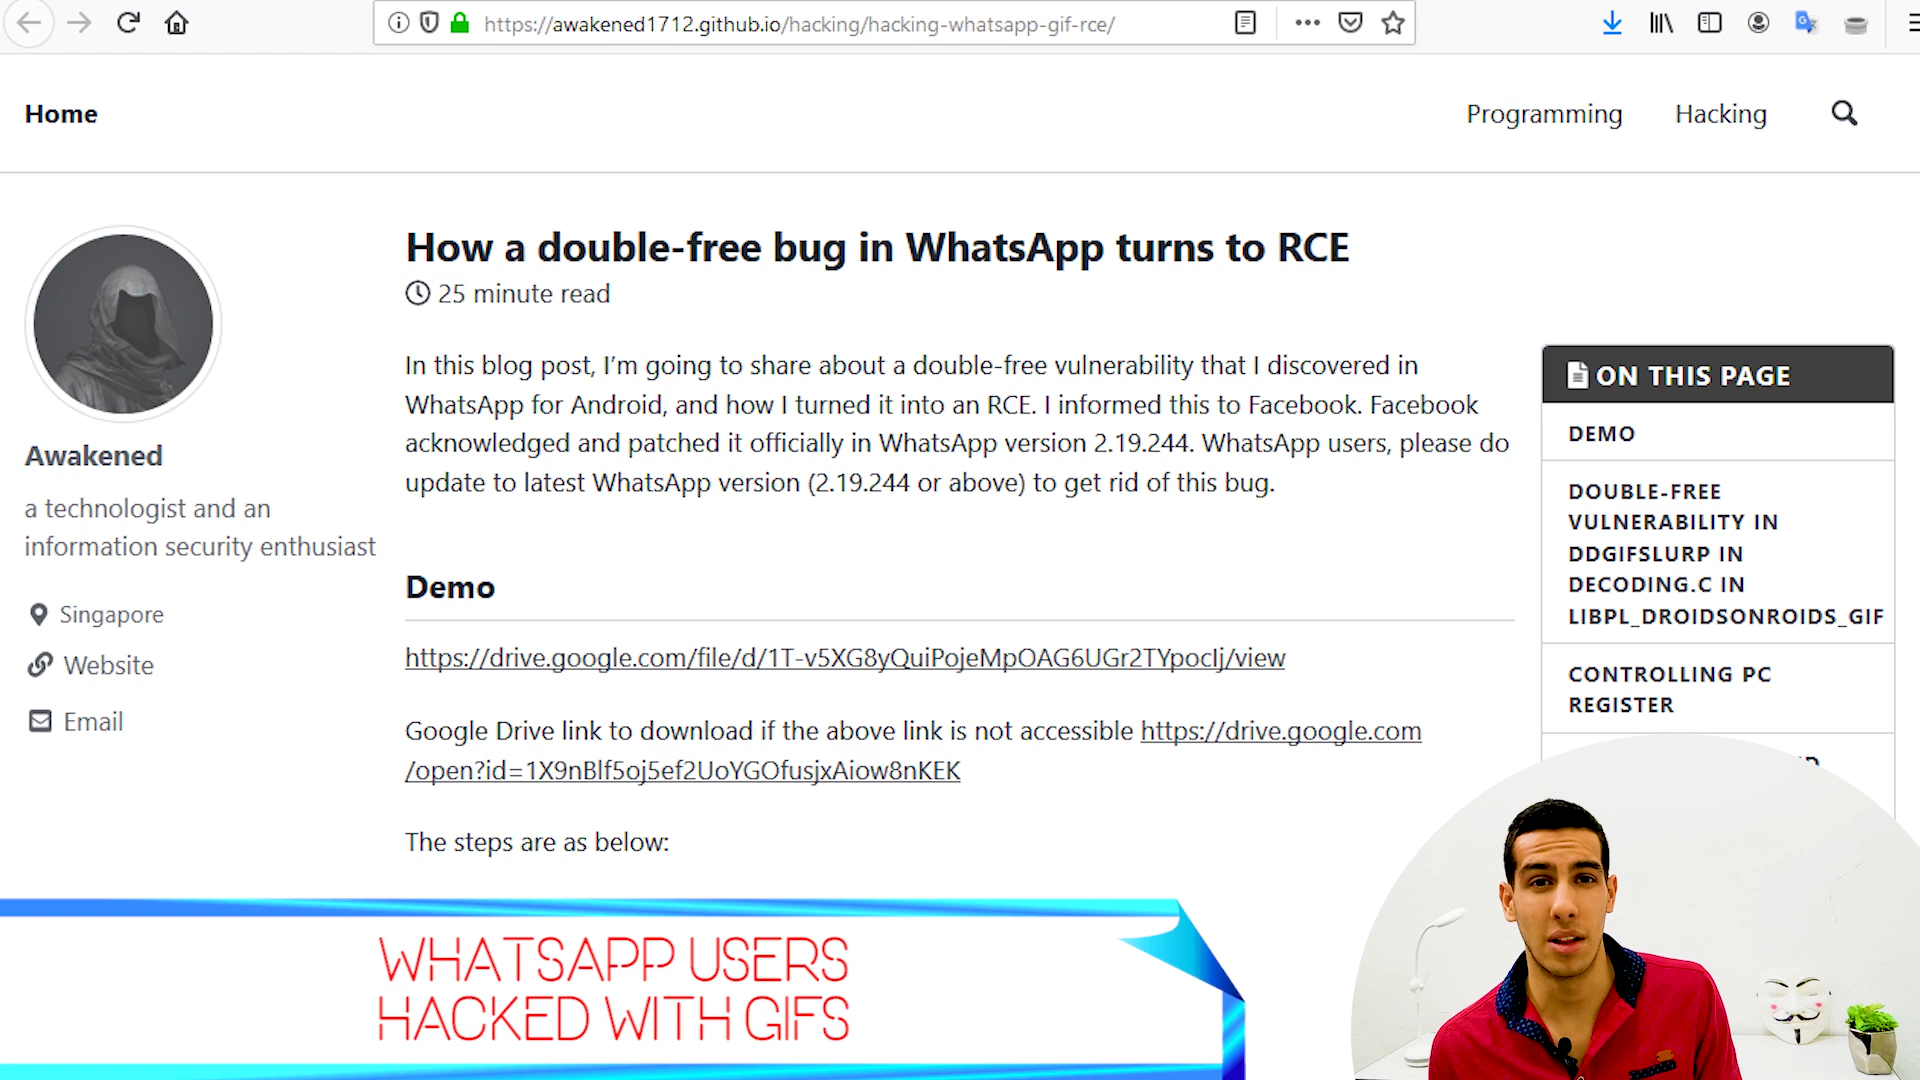 https://awakened1712.github.io/hacking/hacking-whatsapp-gif-rce/
Home
Programming
Hacking
How a double-free bug in WhatsApp turns to RCE
25 minute read
In this blog post, I'm going to share about a double-free vulnerability that I discovered in
WhatsApp for Android, and how I turned it into an RCE. I informed this to Facebook. Facebook
acknowledged and patched it officially in WhatsApp version 2.19.244. WhatsApp users, please do
update to latest WhatsApp version (2.19.244 or above) to get rid of this bug.
Awakened
a technologist and an
information security enthusiast
Singapore
Website
Email
Demo
https://drive.google.com/file/d/1T-v5XG8yQuiPojeMpOAG6UGr2TYpocIj/view
Google Drive link to download if the above link is not accessible https://drive.google.com
/open?id=1X9nBlf5oj5ef2UoYGOfusjxAiow8nKEK
The steps are as below:
ON THIS PAGE
DEMO
DOUBLE-FREE
VULNERABILITY IN
DDGIFSLURP IN
DECODING.C IN
LIBPL_DROIDSONROIDS_GIF
CONTROLLING PC
REGISTER
WHATSAPP USERS
HACKED WITH GIFS